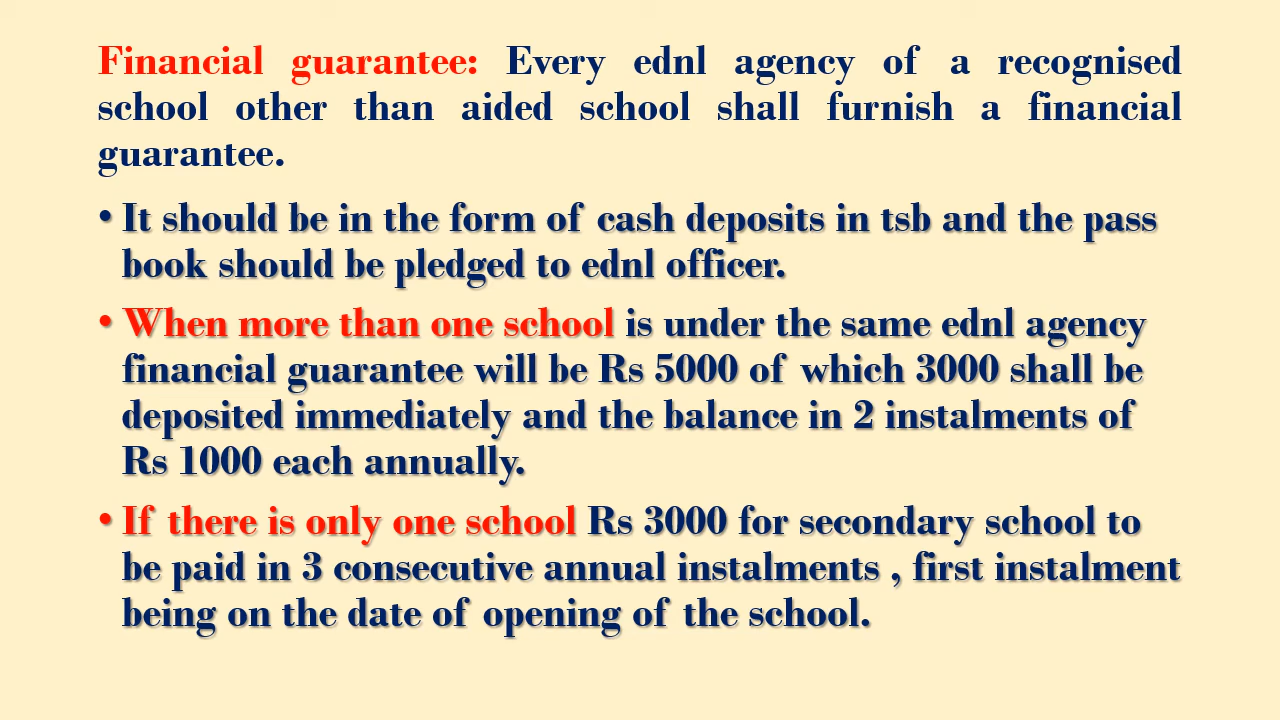 Financial guarantee: Every ednl agency of a recognised
school other than aided school shall furnish a financial
guarantee.
• It should be in the form of cash deposits in tsb and the pass
book should be pledged to ednl officer.
• When more than one school is under the same ednl agency
financial guarantee will be Rs 5000 of which 3000 shall be
deposited immediately and the balance in 2 instalments of
Rs 1000 each annually.
• If there is only one school Rs 3000 for secondary school to
be paid in 3 consecutive annual instalments , first instalment
being on the date of opening of the school.